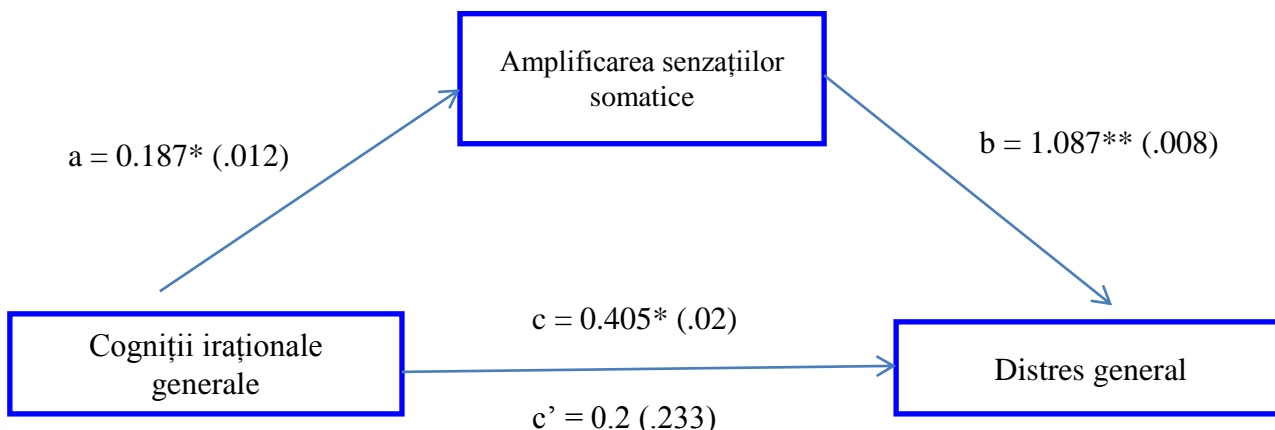 Amplificarea senzațiilor
somatice
a = 0.187* (.012)
b = 1.087** (.008)
c = 0.405* (.02)
Cogniții iraționale
generale
Distres general
c’ = 0.2 (.233)